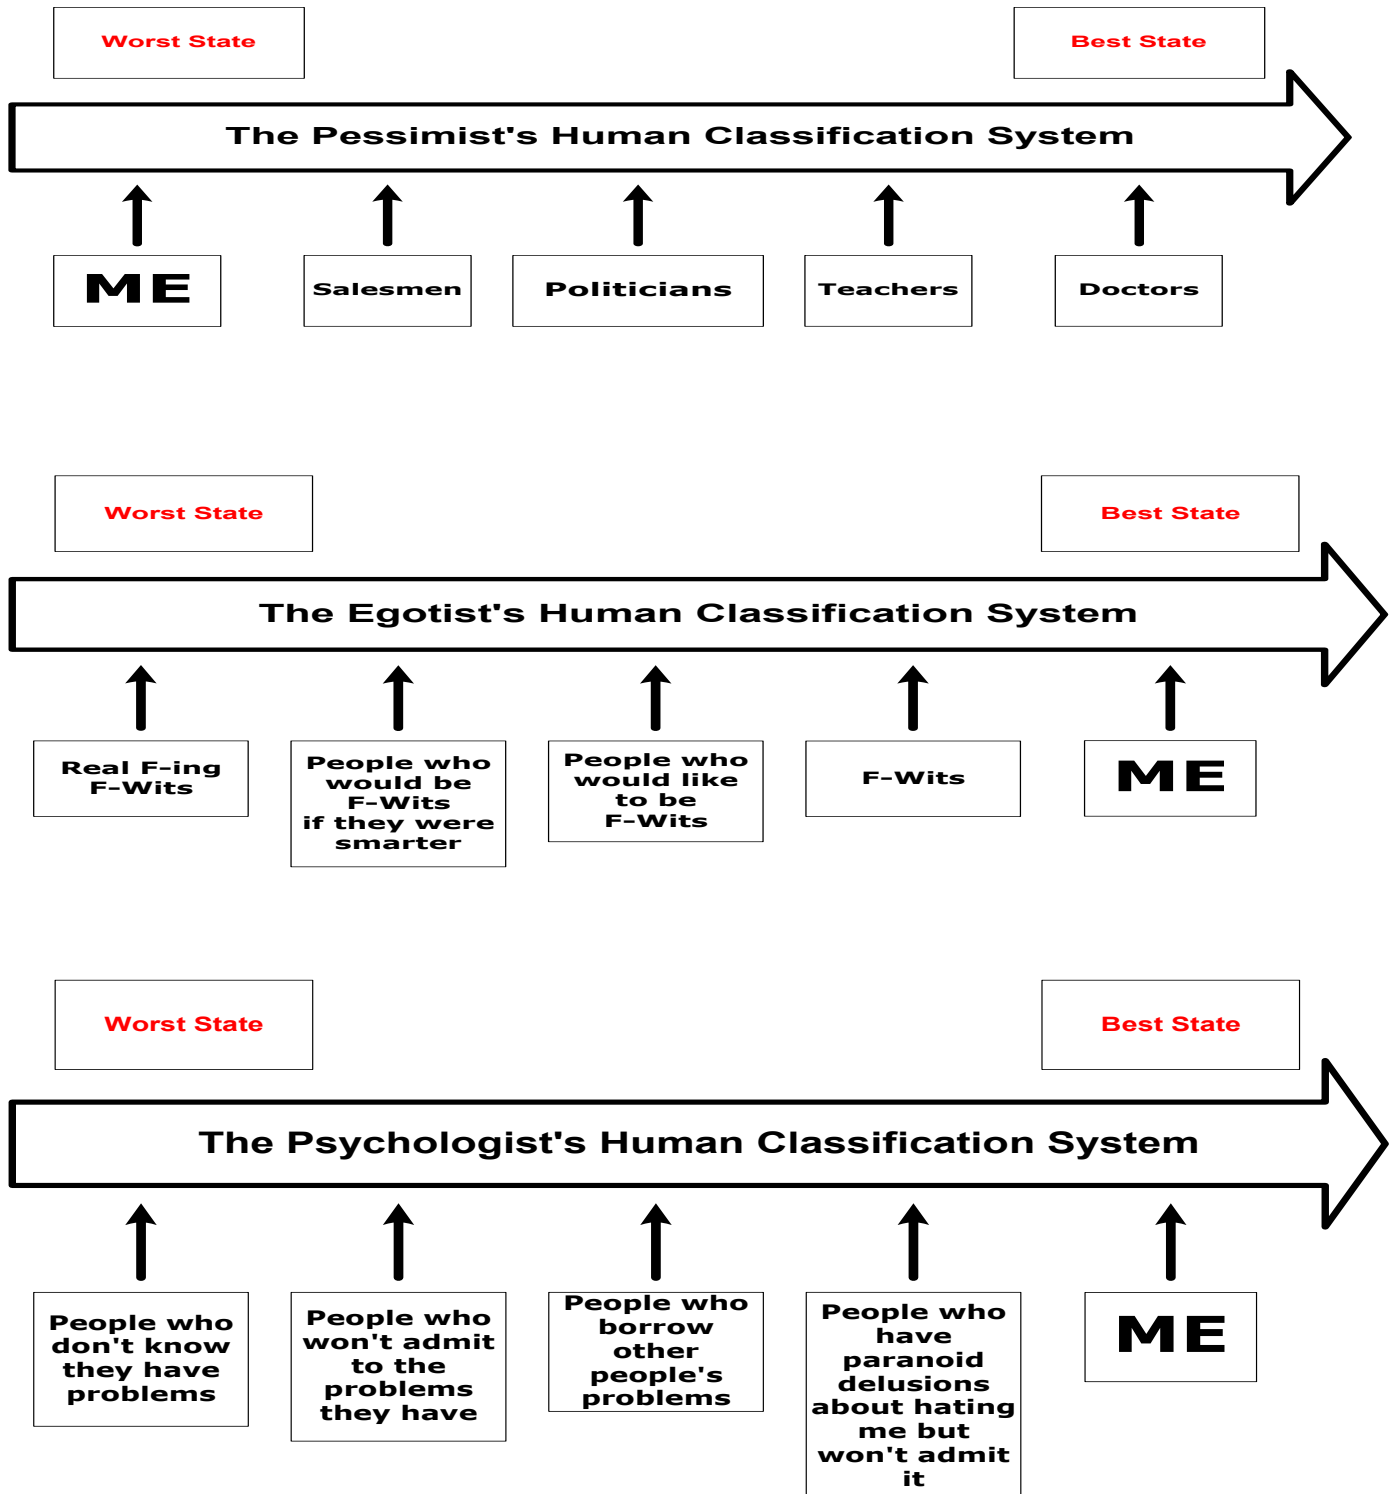 Worst State
Best State
The Pessimist's Human Classification System
ME
Salesmen
Politicians
Teachers
Doctors
Worst State
Best State
The Egotist's Human Classification System
Real F-ing
F-Wits
People who
would be
F-Wits
if they were
smarter
People who
would like
to be
F-Wits
F-Wits
ME
Worst State
Best State
The Psychologist's Human Classification System
People who
don't know
they have
problems
People who
won't admit
to the
problems
they have
People who
borrow
other
people's
problems
People who
have
paranoid
delusions
about hating
me but
won't admit
it
ME